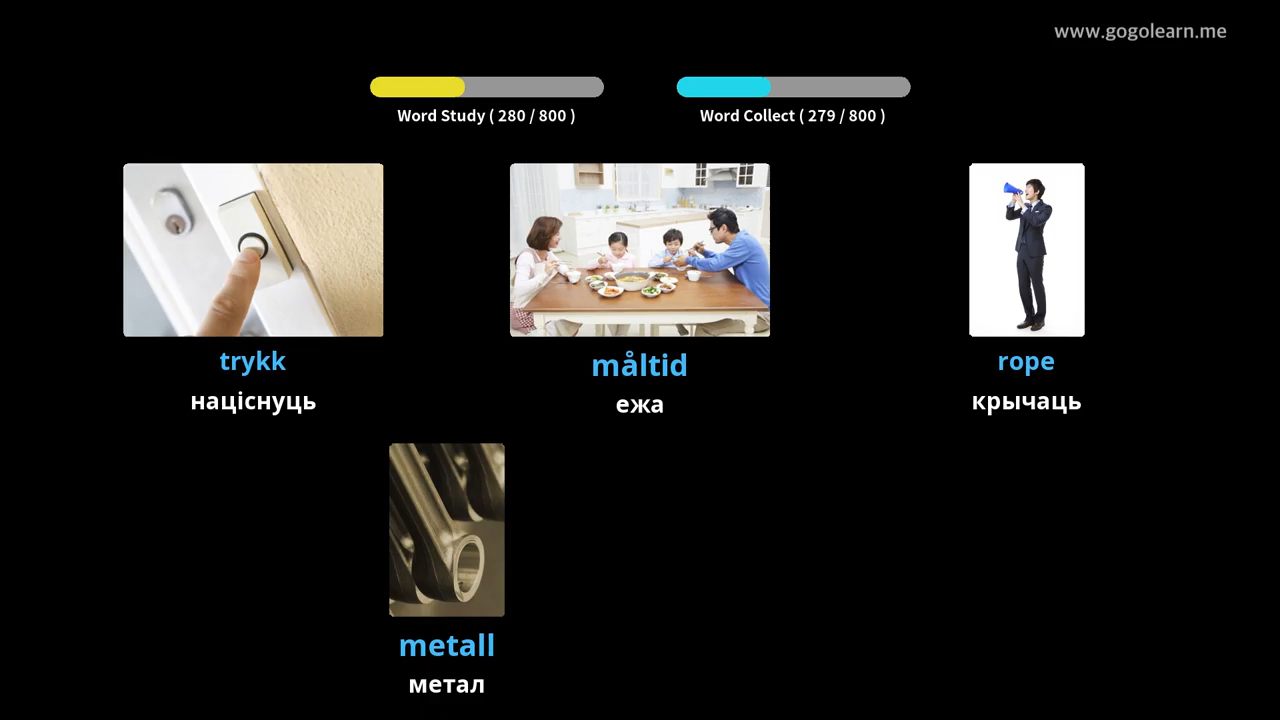 www.gogolearn.me
Word Study ( 280 / 800 )
Word Collect ( 279 / 800 )
trykk
måltid
rope
націснуць
ежа
крычаць
metall
метал